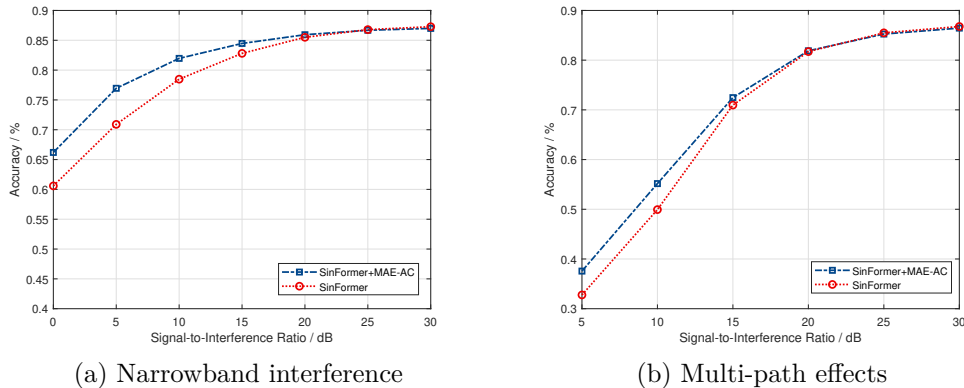 0.9
0.85
0.8
0.75
0.7
0.65
0.6
0.55
0.5
0.45
0.4
Accuracy / %
0 5 10 15 20 25 30
Signal-to-Interference Ratio / dB
SinFormer+MAE-AC
SinFormer
(a) Narrowband interference
0.9
0.8
0.7
0.6
0.5
0.4
0.3
Accuracy / %
5 10 15 20 25 30
Signal-to-Interference Ratio / dB
SinFormer+MAE-AC
SinFormer
(b) Multi-path effects